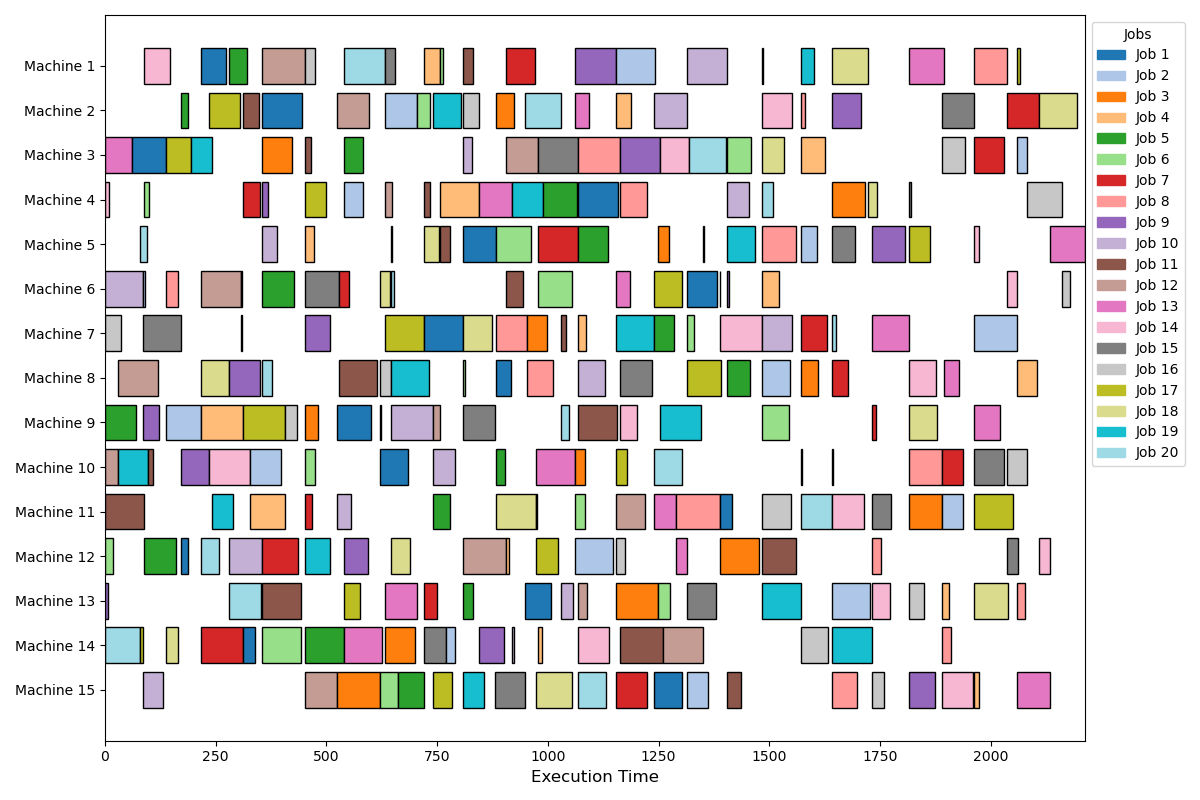 Machine 1
Machine 2
Machine 3
Machine 4
Machine 5
Machine 6
Machine 7
Machine 8
Machine 9
Machine 10
Machine 11
Machine 12
Machine 13
Machine 14
Machine 15
0 250 500 750 1000 1250 1500 1750 2000
Execution Time
Jobs
Job 1
Job 2
Job 3
Job 4
Job 5
Job 6
Job 7
Job 8
Job 9
Job 10
Job 11
Job 12
Job 13
Job 14
Job 15
Job 16
Job 17
Job 18
Job 19
Job 20